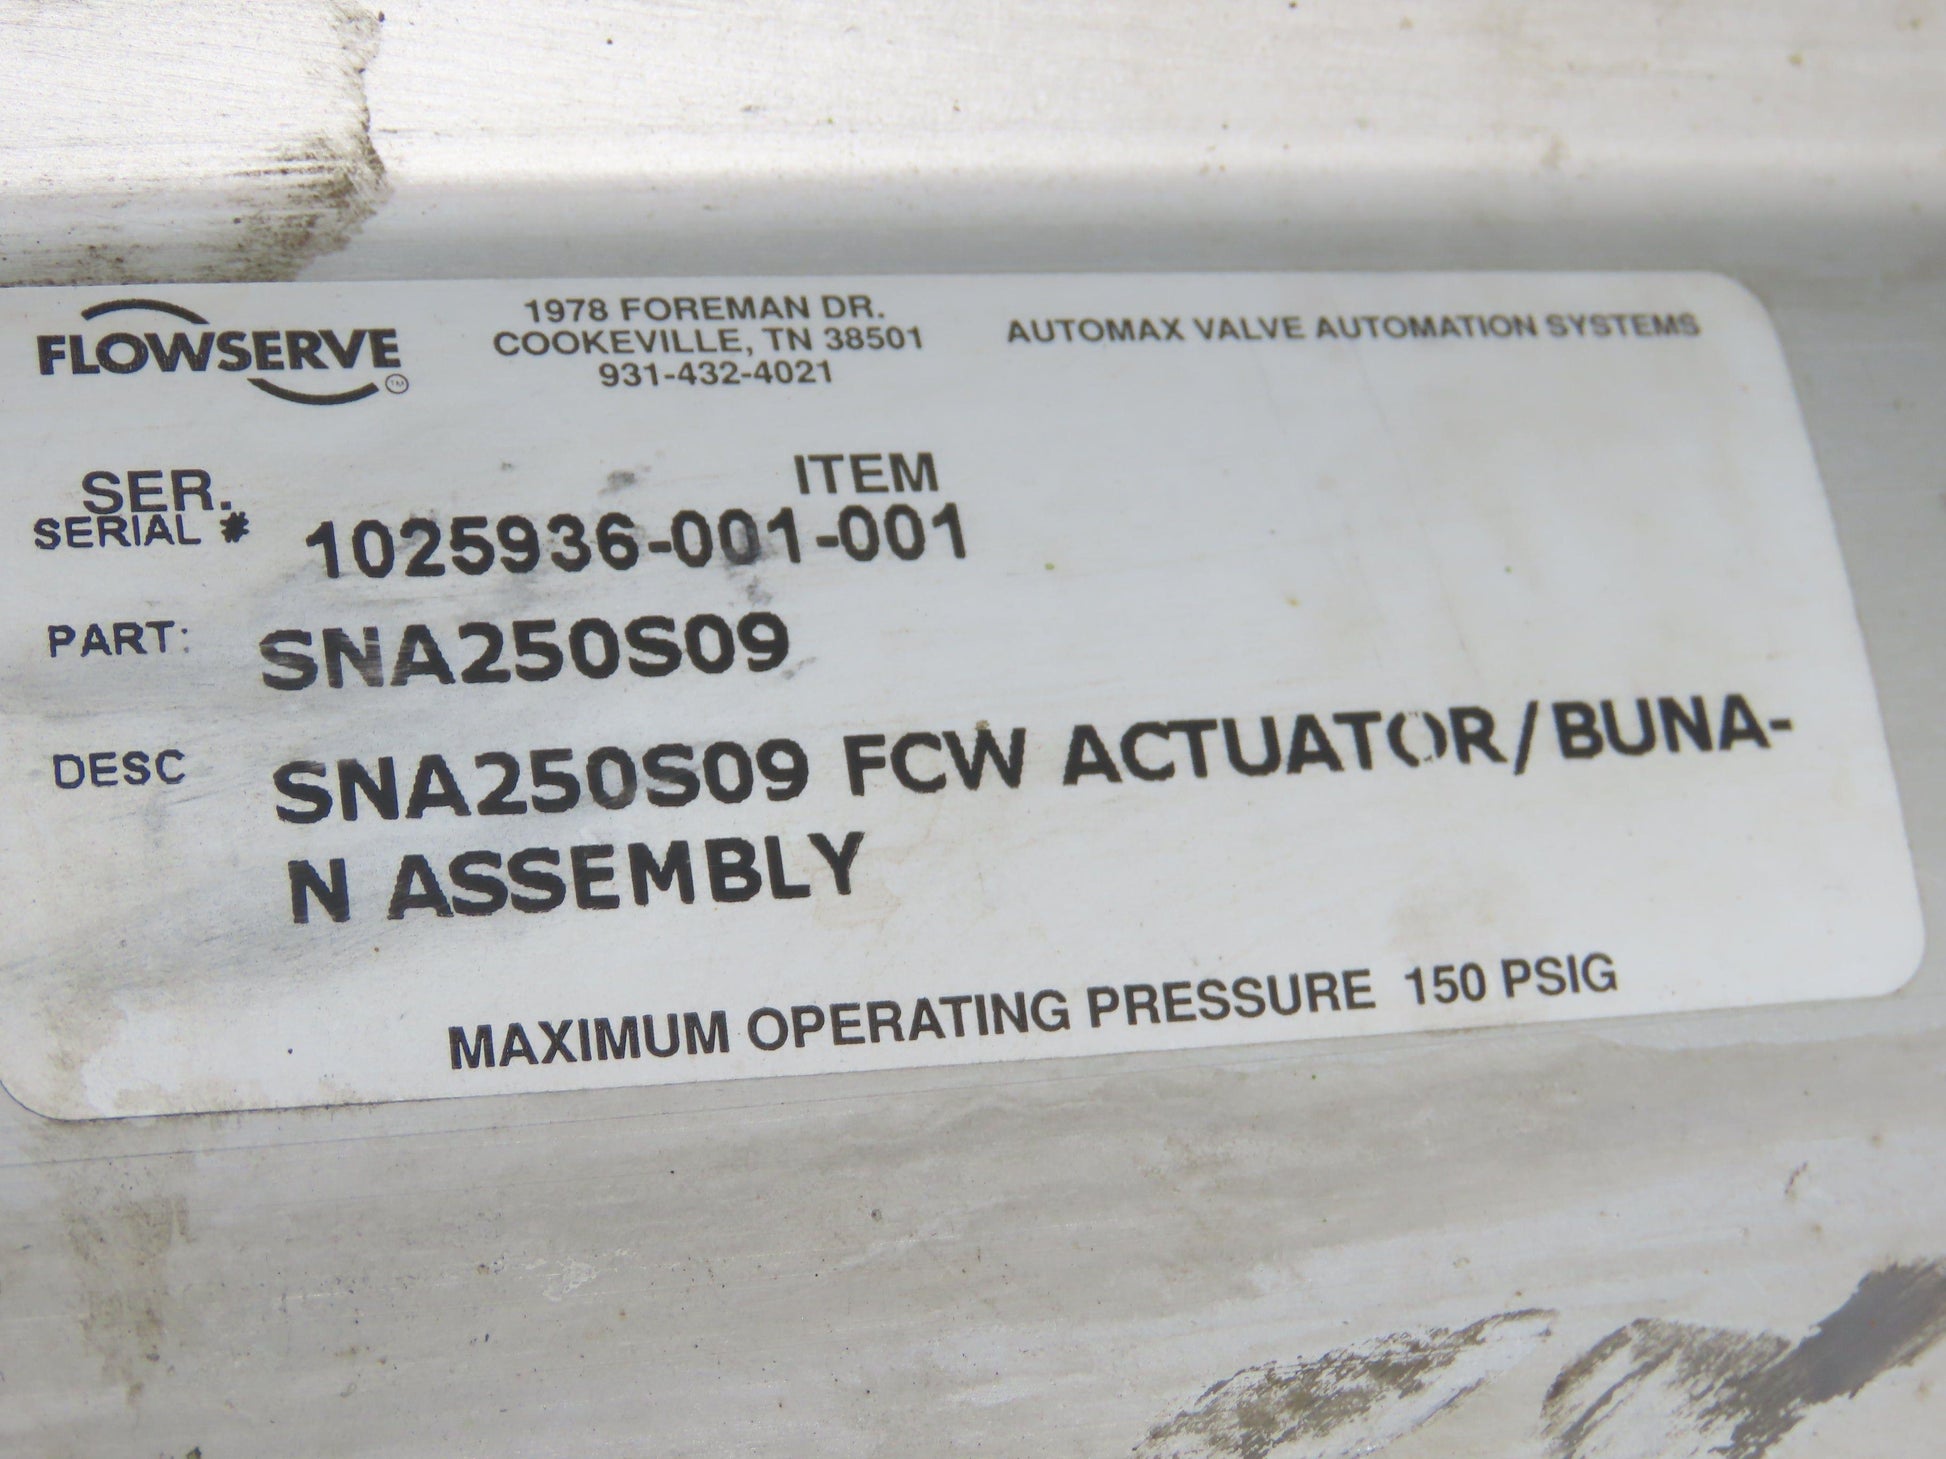 FLOWSERVE TM
1978 FOREMAN DR.
COOKEVILLE, TN 38501
931-432-4021
AUTOMAX VALVE AUTOMATION SYSTEMS
SER. ITEM
SERIAL # 1025936-001-001
PART: SNA250S09
DESC SNA250S09 FCW ACTUATOR/BUNA-
N ASSEMBLY
MAXIMUM OPERATING PRESSURE 150 PSIG